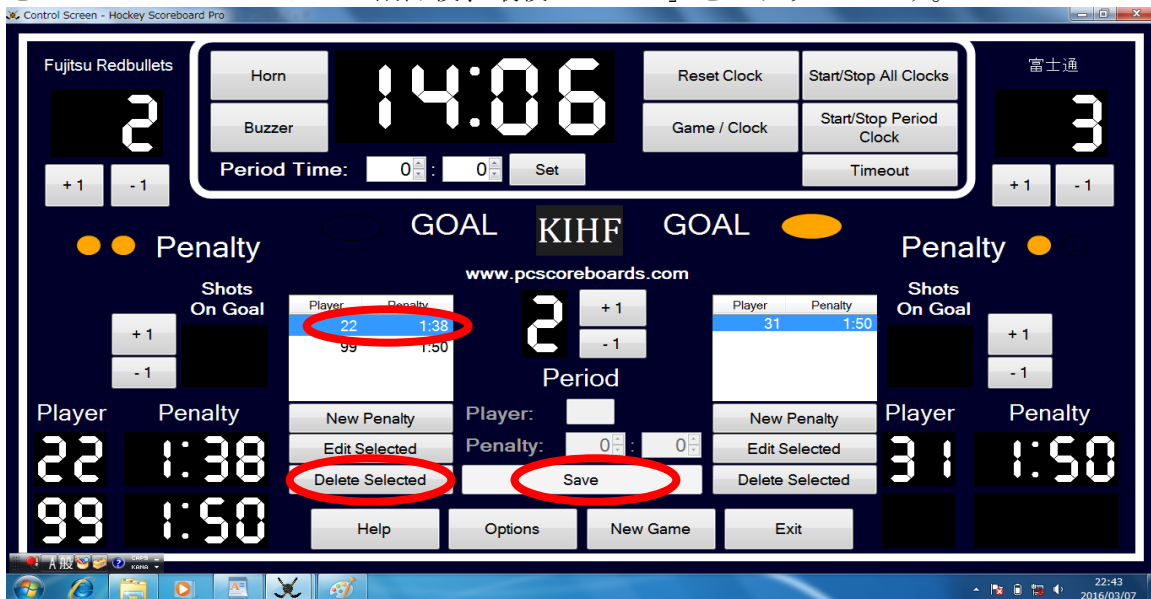 Control Screen - Hockey Scoreboard Pro
Fujitsu Redbullets
2
+ 1
- 1
Horn
Buzzer
14:06
Reset Clock
Game / Clock
Start/Stop All Clocks
Start/Stop Period
Clock
Timeout
Period Time:
0
:
0
Set
富士通
3
+ 1
- 1
GOAL
KIHF
GOAL
Penalty
Penalty
www.pcscoreboards.com
Shots
On Goal
+ 1
- 1
Player Penalty
22 1:38
99 1:50
2
+ 1
- 1
Period
Player Penalty
31 1:50
Shots
On Goal
+ 1
- 1
Player Penalty
22 1:38
99 1:50
New Penalty
Edit Selected
Delete Selected
Player:
Penalty:
0
:
0
Save
New Penalty
Edit Selected
Delete Selected
Player Penalty
31 1:50
Help
Options
New Game
Exit
A 般
CAPS
KANA
22:43
2016/03/07